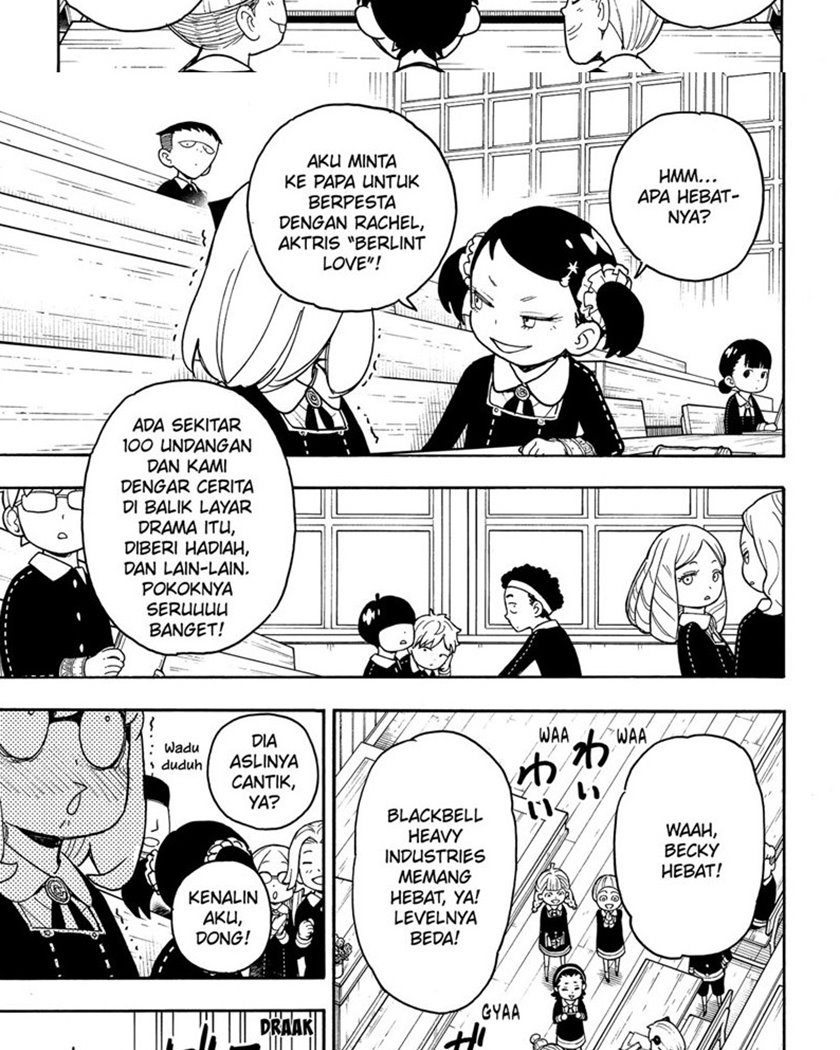 HMM...
APA HEBAT-
NYA?
AKU MINTA
KE PAPA UNTUK
BERPESTA
DENGAN RACHEL,
AKTRIS “BERLINT
LOVE”!
ADA SEKITAR
100 UNDANGAN
DAN KAMI
DENGAR CERITA
DI BALIK LAYAR
DRAMA ITU,
DIBERI HADIAH,
DAN LAIN-LAIN.
POKOKNYA
SERUUUU
BANGET!
WAAH,
BECKY
HEBAT!
WAA
WAA
わい
わい
BLACKBELL
HEAVY
INDUSTRIES
MEMANG
HEBAT, YA!
LEVELNYA
BEDA!
GYAA
DIA
ASLINYA
CANTIK,
YA?
Wadu
duduh
KENALIN
AKU,
DONG!
DRAAK